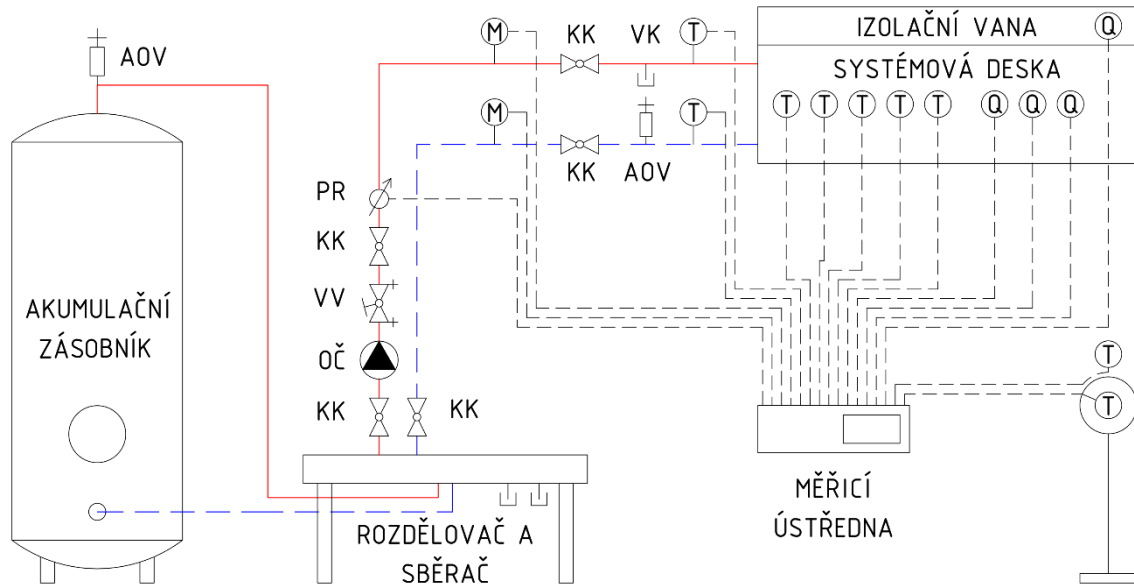 AOV
M
KK
VK
T
IZOLAČNÍ VANA
Q
SYSTÉMOVÁ DESKA
T T T T T Q Q Q
M
T
KK
AOV
PR
KK
VV
OČ
KK
KK
AKUMULAČNÍ
ZÁSOBNÍK
T
T
MĚŘICÍ
ÚSTŘEDNA
ROZDĚLOVAČ A
SBĚRAČ